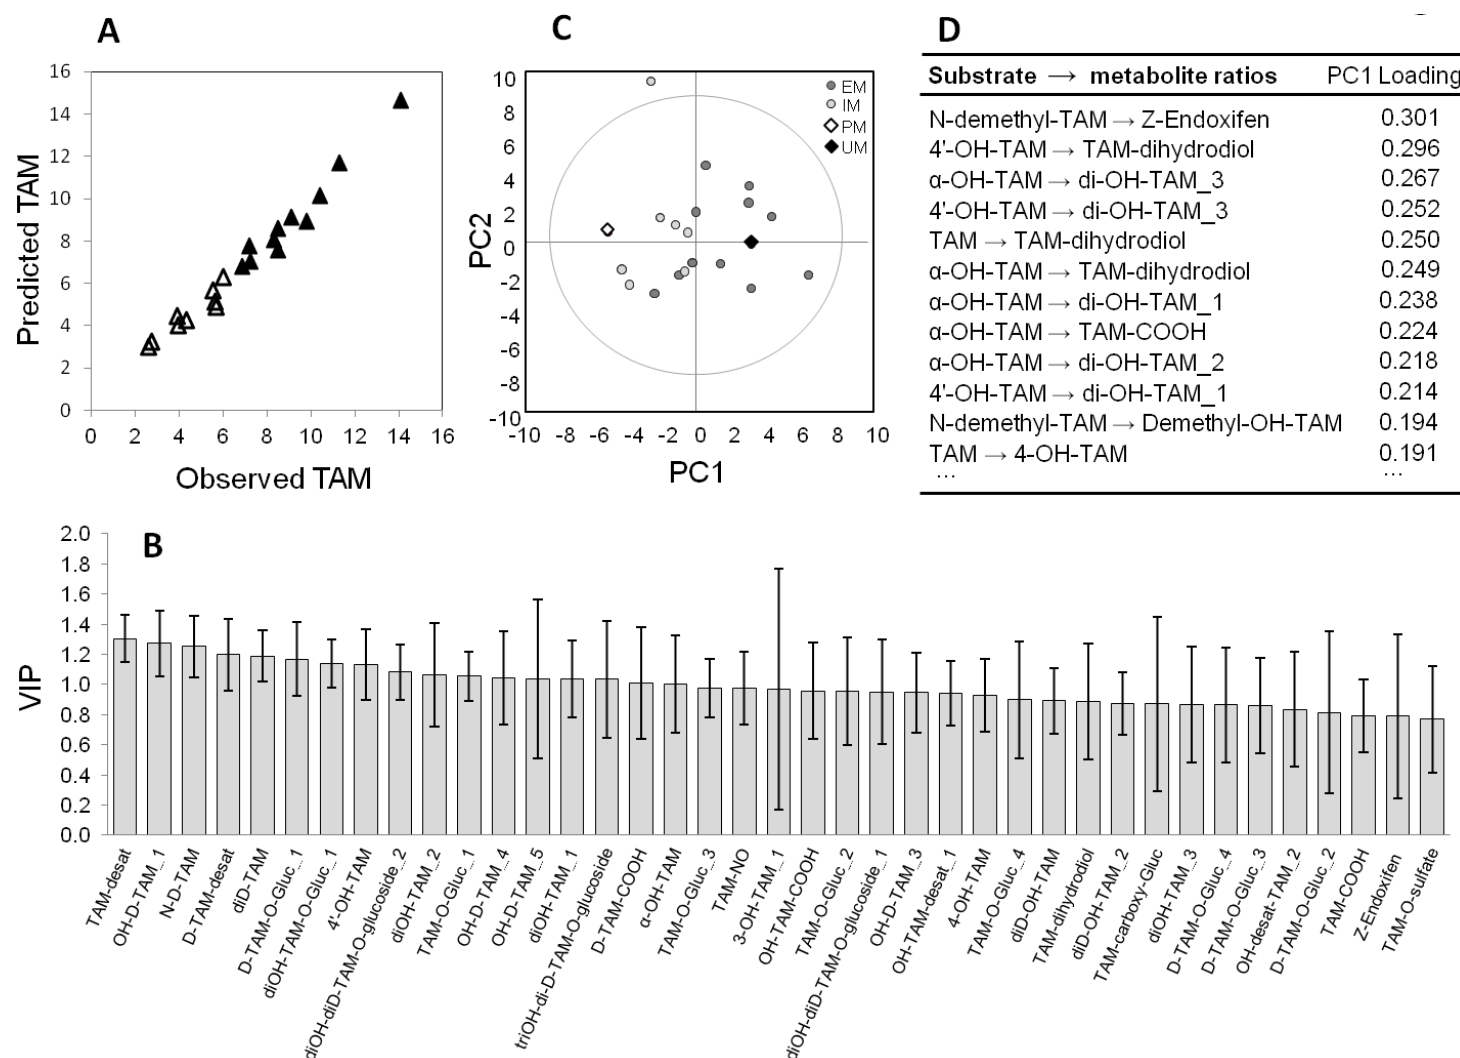 A
16
14
12
10
8
6
4
2
0
Predicted TAM
0 2 4 6 8 10 12 14 16
Observed TAM
C
10
8
6
4
2
0
-2
-4
-6
-8
-10
PC2
-10 -8 -6 -4 -2 0 2 4 6 8 10
PC1
EM
IM
PM
UM
D
Substrate → metabolite ratios PC1 Loading
N-demethyl-TAM → Z-Endoxifen 0.301
4'-OH-TAM → TAM-dihydrodiol 0.296
α-OH-TAM → di-OH-TAM_3 0.267
4'-OH-TAM → di-OH-TAM_3 0.252
TAM → TAM-dihydrodiol 0.250
α-OH-TAM → TAM-dihydrodiol 0.249
α-OH-TAM → di-OH-TAM_1 0.238
α-OH-TAM → TAM-COOH 0.224
α-OH-TAM → di-OH-TAM_2 0.218
4'-OH-TAM → di-OH-TAM_1 0.214
N-demethyl-TAM → Demethyl-OH-TAM 0.194
TAM → 4-OH-TAM 0.191
... ...
B
2.0
1.8
1.6
1.4
1.2
1.0
0.8
0.6
0.4
0.2
0.0
VIP
TAM-desat
OH-D-TAM_1
N-D-TAM
D-TAM-desat
diD-TAM
D-TAM-O-Gluc_1
diOH-TAM-O-Gluc_1
4'-OH-TAM
diOH-diD-TAM-O-glucoside_2
diOH-TAM_2
TAM-O-Gluc_1
OH-D-TAM_4
OH-D-TAM_5
diOH-TAM_1
triOH-di-D-TAM-O-glucoside
D-TAM-COOH
α-OH-TAM
TAM-O-Gluc_3
TAM-NO
3-OH-TAM_1
OH-TAM-COOH
TAM-O-Gluc_2
diOH-diD-TAM-O-glucoside_1
OH-D-TAM_3
OH-TAM-desat_1
4-OH-TAM
TAM-O-Gluc_4
diD-OH-TAM
TAM-dihydrodiol
diD-OH-TAM_2
TAM-carboxy-Gluc
diOH-TAM_3
D-TAM-O-Gluc_4
D-TAM-O-Gluc_3
OH-desat-TAM_2
D-TAM-O-Gluc_2
TAM-COOH
Z-Endoxifen
TAM-O-sulfate